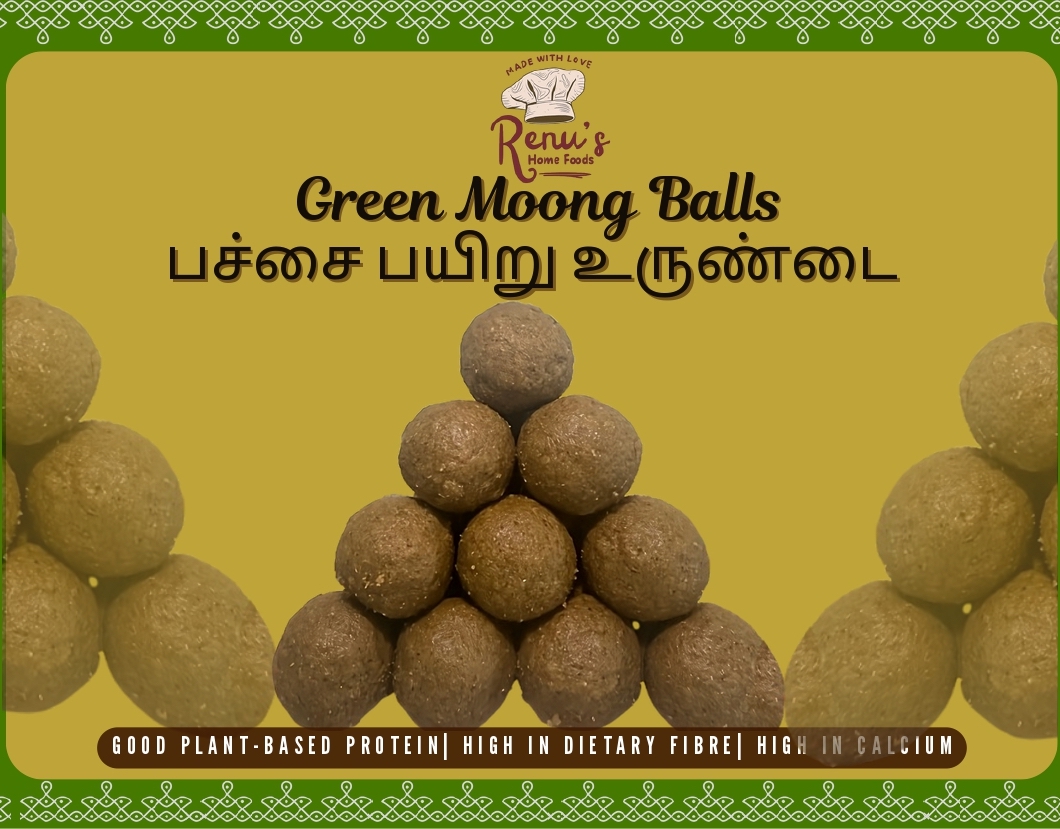 MADE WITH LOVE
Renu's
Home Foods
Green Moong Balls
பச்சை பயிறு உருண்டை
GOOD PLANT-BASED PROTEIN| HIGH IN DIETARY FIBRE| HIGH IN CALCIUM